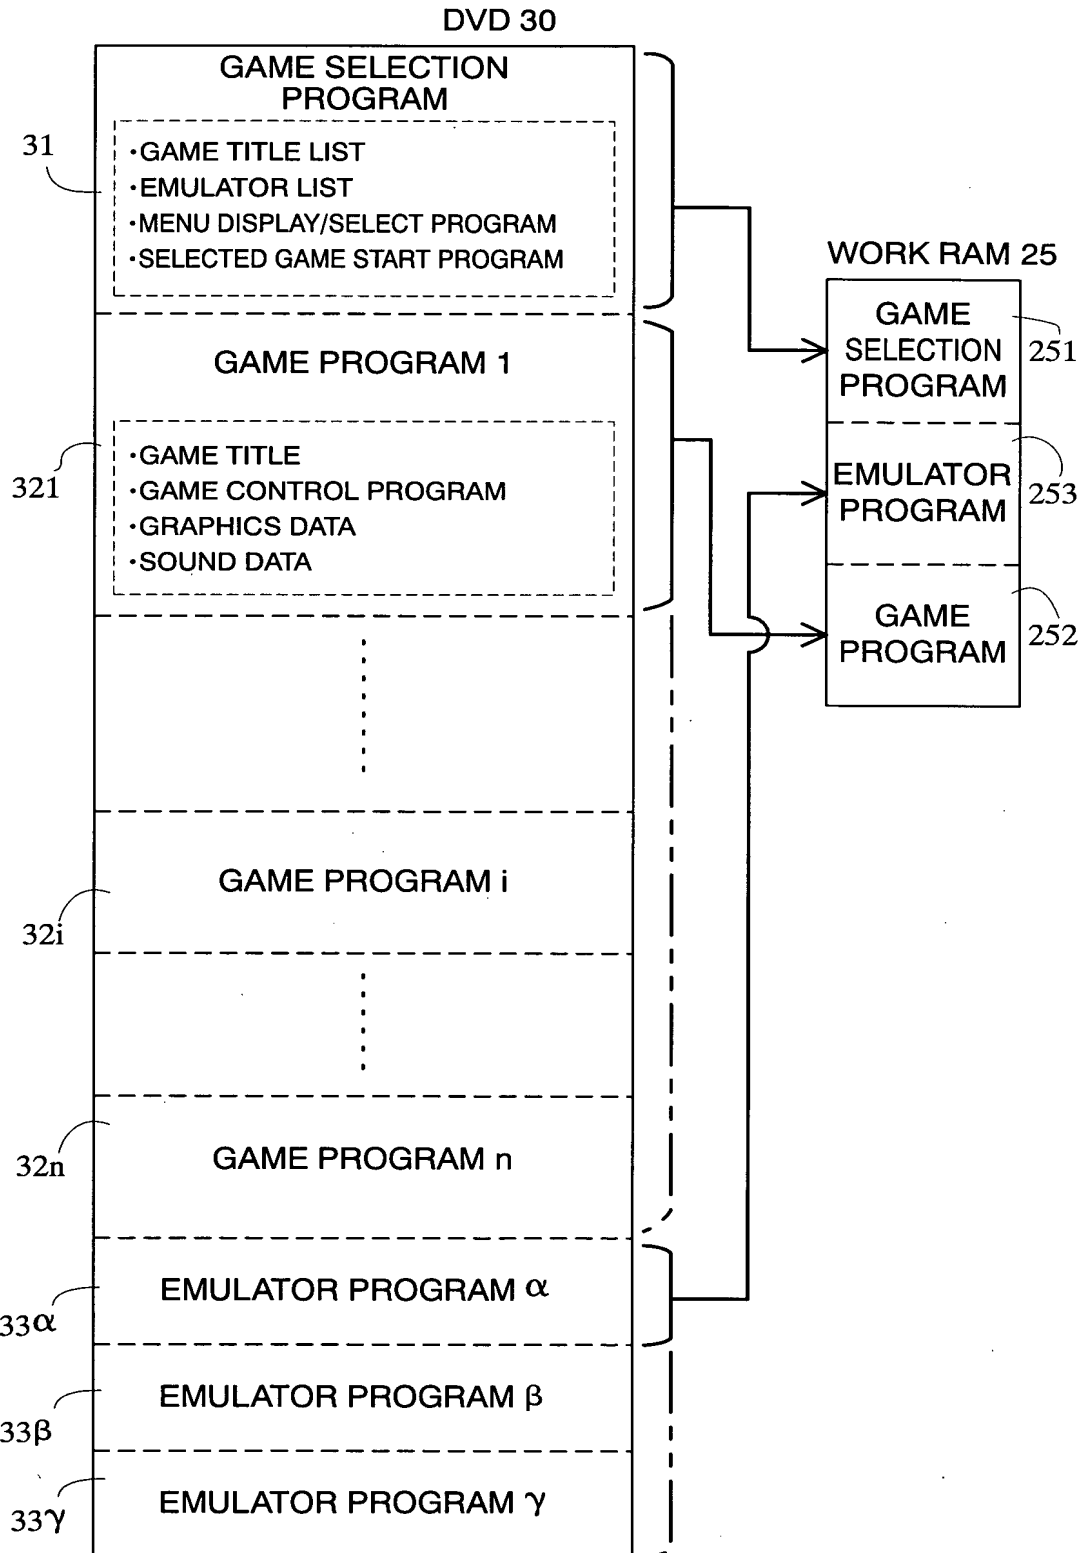 DVD 30
GAME SELECTION
PROGRAM
31
·GAME TITLE LIST
·EMULATOR LIST
·MENU DISPLAY/SELECT PROGRAM
·SELECTED GAME START PROGRAM
GAME PROGRAM 1
321
·GAME TITLE
·GAME CONTROL PROGRAM
·GRAPHICS DATA
·SOUND DATA
GAME PROGRAM i
32i
GAME PROGRAM n
32n
EMULATOR PROGRAM α
33α
EMULATOR PROGRAM β
33β
EMULATOR PROGRAM γ
33γ
WORK RAM 25
GAME
SELECTION
PROGRAM
251
EMULATOR
PROGRAM
253
GAME
PROGRAM
252